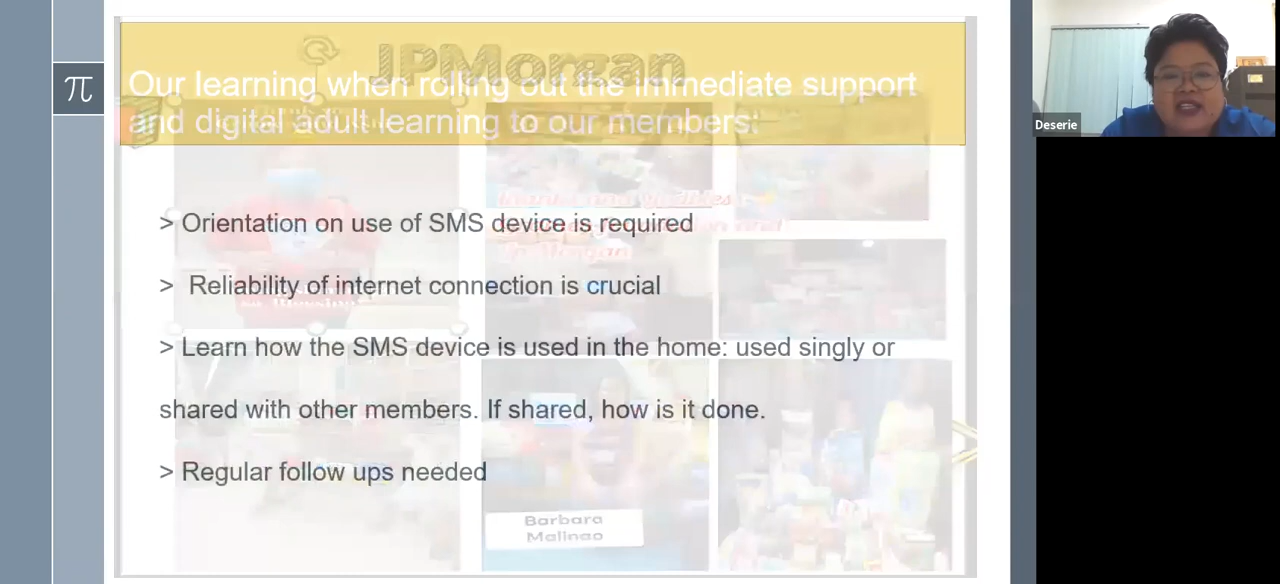 JPMorgan
π
Our learning when rolling out the immediate support
and digital adult learning to our members:
> Orientation on use of SMS device is required
> Reliability of internet connection is crucial
> Learn how the SMS device is used in the home: used singly or
shared with other members. If shared, how is it done.
> Regular follow ups needed
Barbara
Malinao
Deserie